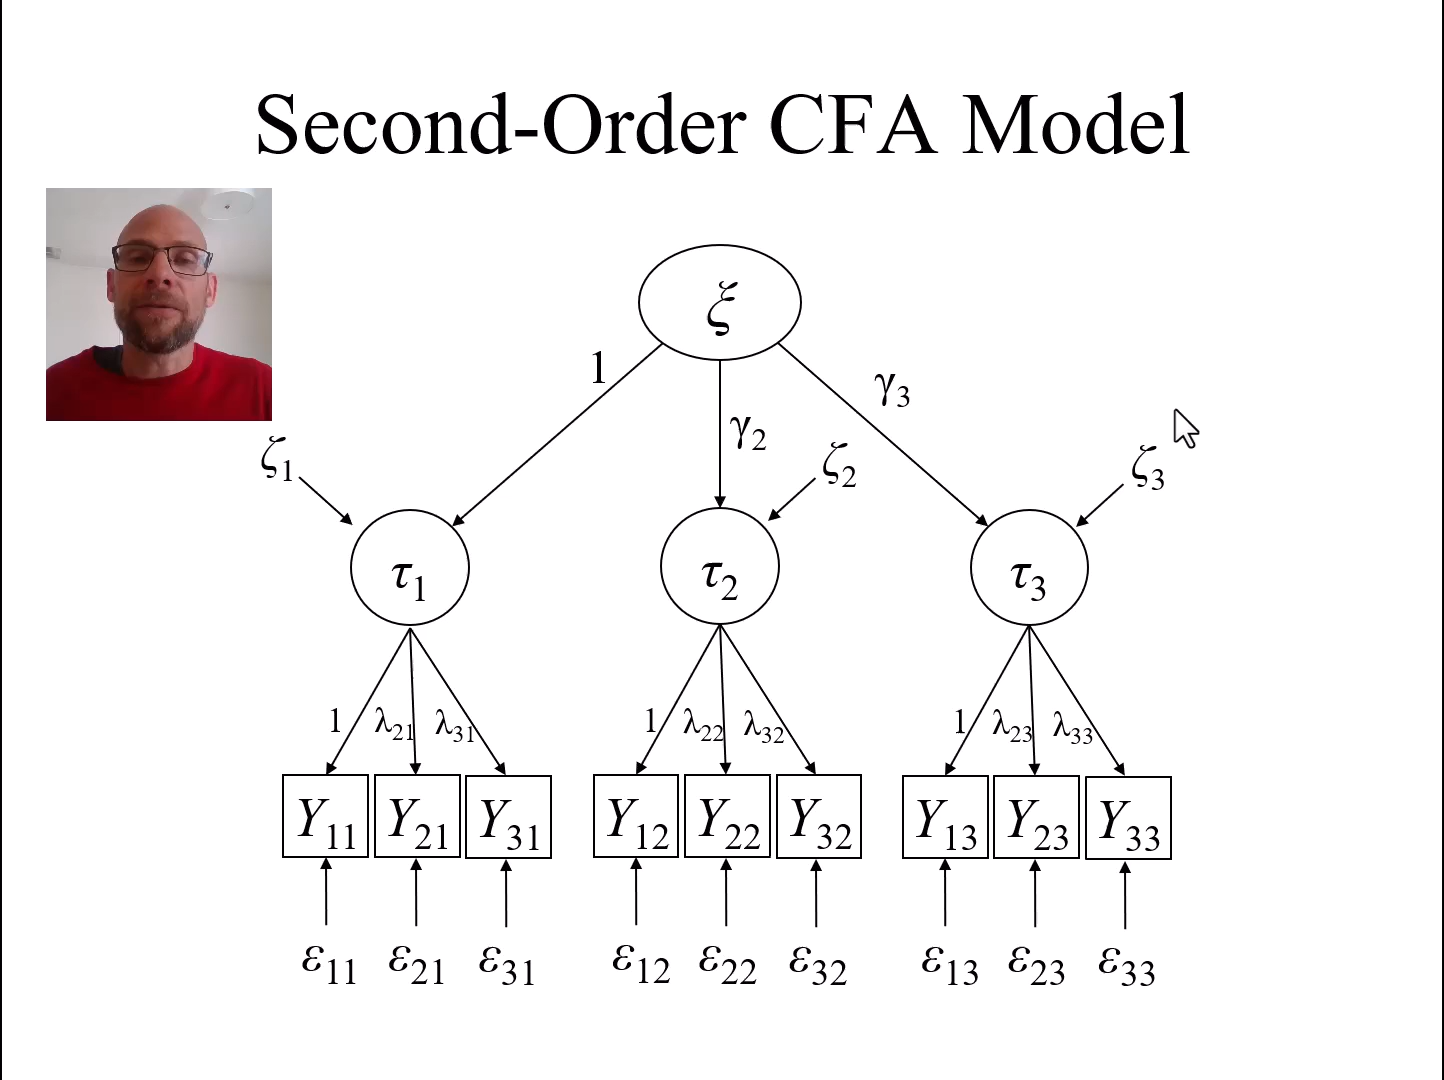 Second-Order CFA Model
ξ
1
γ2
γ3
ζ1
ζ2
ζ3
τ1
τ2
τ3
1 λ21 λ31 1 λ22 λ32 1 λ23 λ33
Y11 Y21 Y31 Y12 Y22 Y32 Y13 Y23 Y33
ε11 ε21 ε31 ε12 ε22 ε32 ε13 ε23 ε33